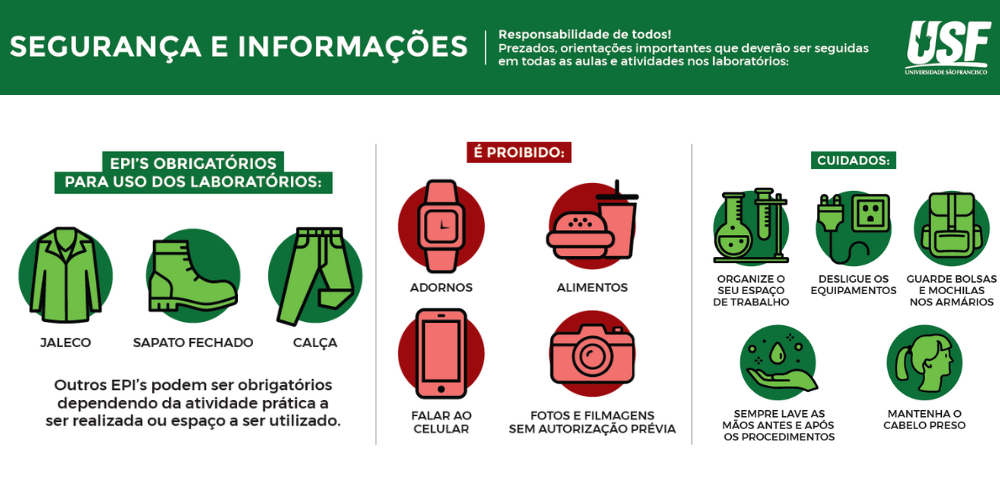 SEGURANÇA E INFORMAÇÕES
Responsabilidade de todos!
Prezados, orientações importantes que deverão ser seguidas
em todas as aulas e atividades nos laboratórios:
USF
UNIVERSIDADE SÃO FRANCISCO
EPI'S OBRIGATÓRIOS
PARA USO DOS LABORATÓRIOS:
JALECO
SAPATO FECHADO
CALÇA
Outros EPI's podem ser obrigatórios
dependendo da atividade prática a
ser realizada ou espaço a ser utilizado.
É PROIBIDO:
ADORNOS
ALIMENTOS
FALAR AO
CELULAR
FOTOS E FILMAGENS
SEM AUTORIZAÇÃO PRÉVIA
CUIDADOS:
ORGANIZE O
SEU ESPAÇO
DE TRABALHO
DESLIGUE OS
EQUIPAMENTOS
GUARDE BOLSAS
E MOCHILAS
NOS ARMÁRIOS
SEMPRE LAVE AS
MÃOS ANTES E APÓS
OS PROCEDIMENTOS
MANTENHA O
CABELO PRESO